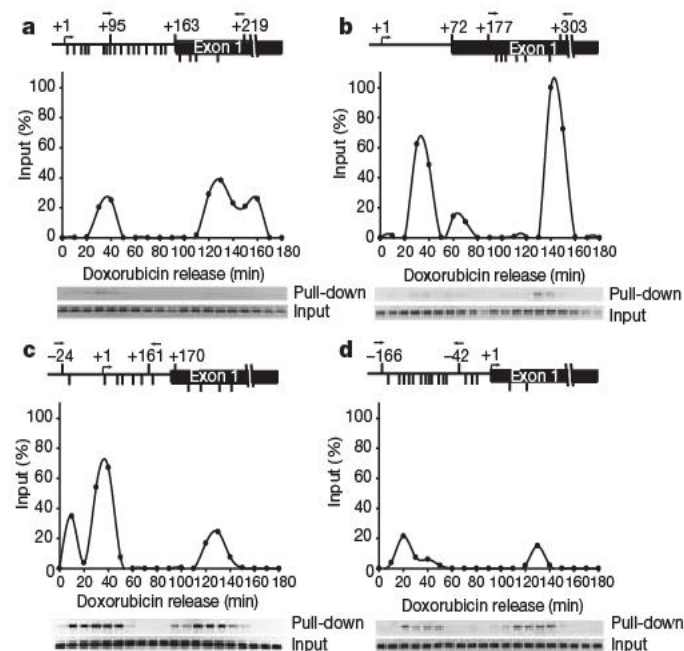 a +1 +95 +163 +219
Exon 1
Input (%)
100
80
60
40
20
0
0 20 40 60 80 100 120 140 160 180
Doxorubicin release (min)
Pull-down
Input
b +1 +72 +177 +303
Exon 1
Input (%)
100
80
60
40
20
0
0 20 40 60 80 100 120 140 160 180
Doxorubicin release (min)
Pull-down
Input
c −24 +1 +161 +170
Exon 1
Input (%)
100
80
60
40
20
0
0 20 40 60 80 100 120 140 160 180
Doxorubicin release (min)
Pull-down
Input
d −166 −42 +1
Exon 1
Input (%)
100
80
60
40
20
0
0 20 40 60 80 100 120 140 160 180
Doxorubicin release (min)
Pull-down
Input